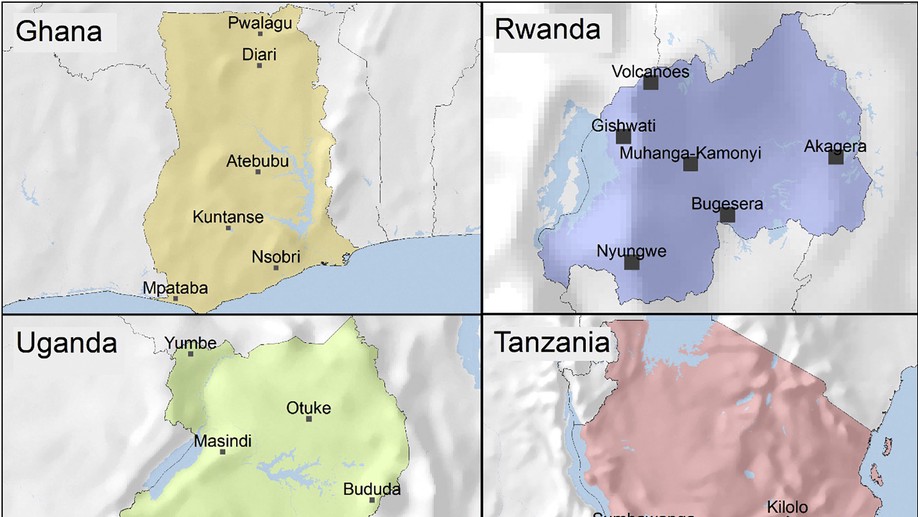 Ghana
Pwalagu
Diari
Atebubu
Kuntanse
Nsobri
Mpataba
Rwanda
Volcanoes
Gishwati
Muhanga-Kamonyi
Akagera
Bugesera
Nyungwe
Uganda
Yumbe
Otuke
Masindi
Bududa
Tanzania
Kilolo
Sumbawanga